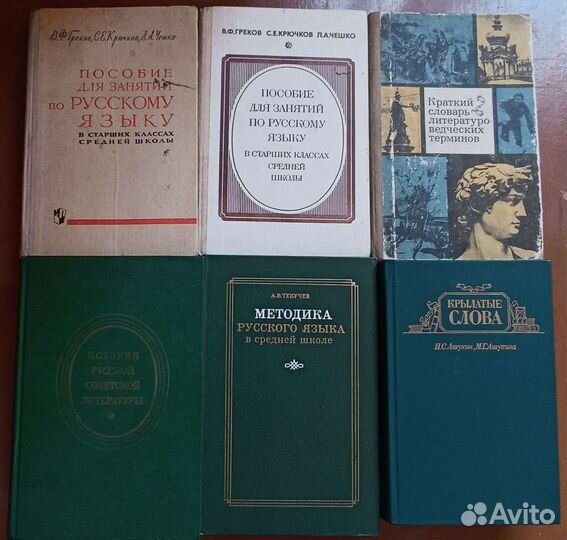 В.Ф.Греков, С.Е.Крючков, Л.А.Чешко
ПОСОБИЕ
ДЛЯ ЗАНЯТИЙ
ПО РУССКОМУ
ЯЗЫКУ
В СТАРШИХ КЛАССАХ
СРЕДНЕЙ ШКОЛЫ
В.Ф.ГРЕКОВ С.Е.КРЮЧКОВ Л.А.ЧЕШКО
ПОСОБИЕ
ДЛЯ ЗАНЯТИЙ
ПО РУССКОМУ
ЯЗЫКУ
В СТАРШИХ КЛАССАХ
СРЕДНЕЙ
ШКОЛЫ
Краткий
словарь
литературо-
ведческих
терминов
ИСТОРИЯ
РУССКОЙ
СОВЕТСКОЙ
ЛИТЕРАТУРЫ
А.В.ТЕКУЧЕВ
МЕТОДИКА
РУССКОГО ЯЗЫКА
в средней школе
КРЫЛАТЫЕ
СЛОВА
Н.С.Ашукин, М.Г.Ашукина
Avito